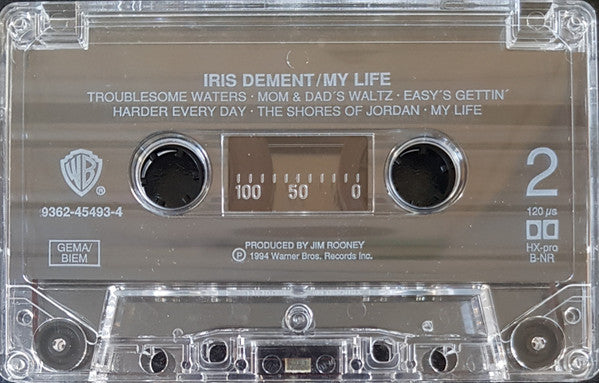 IRIS DEMENT/MY LIFE
TROUBLESOME WATERS · MOM & DAD´S WALTZ · EASY´S GETTIN´
HARDER EVERY DAY · THE SHORES OF JORDAN · MY LIFE
WB
®
9362-45493-4
GEMA/
BIEM
100 50 0
2
120 µs
HX-pro
B-NR
PRODUCED BY JIM ROONEY
℗ 1994 Warner Bros. Records Inc.